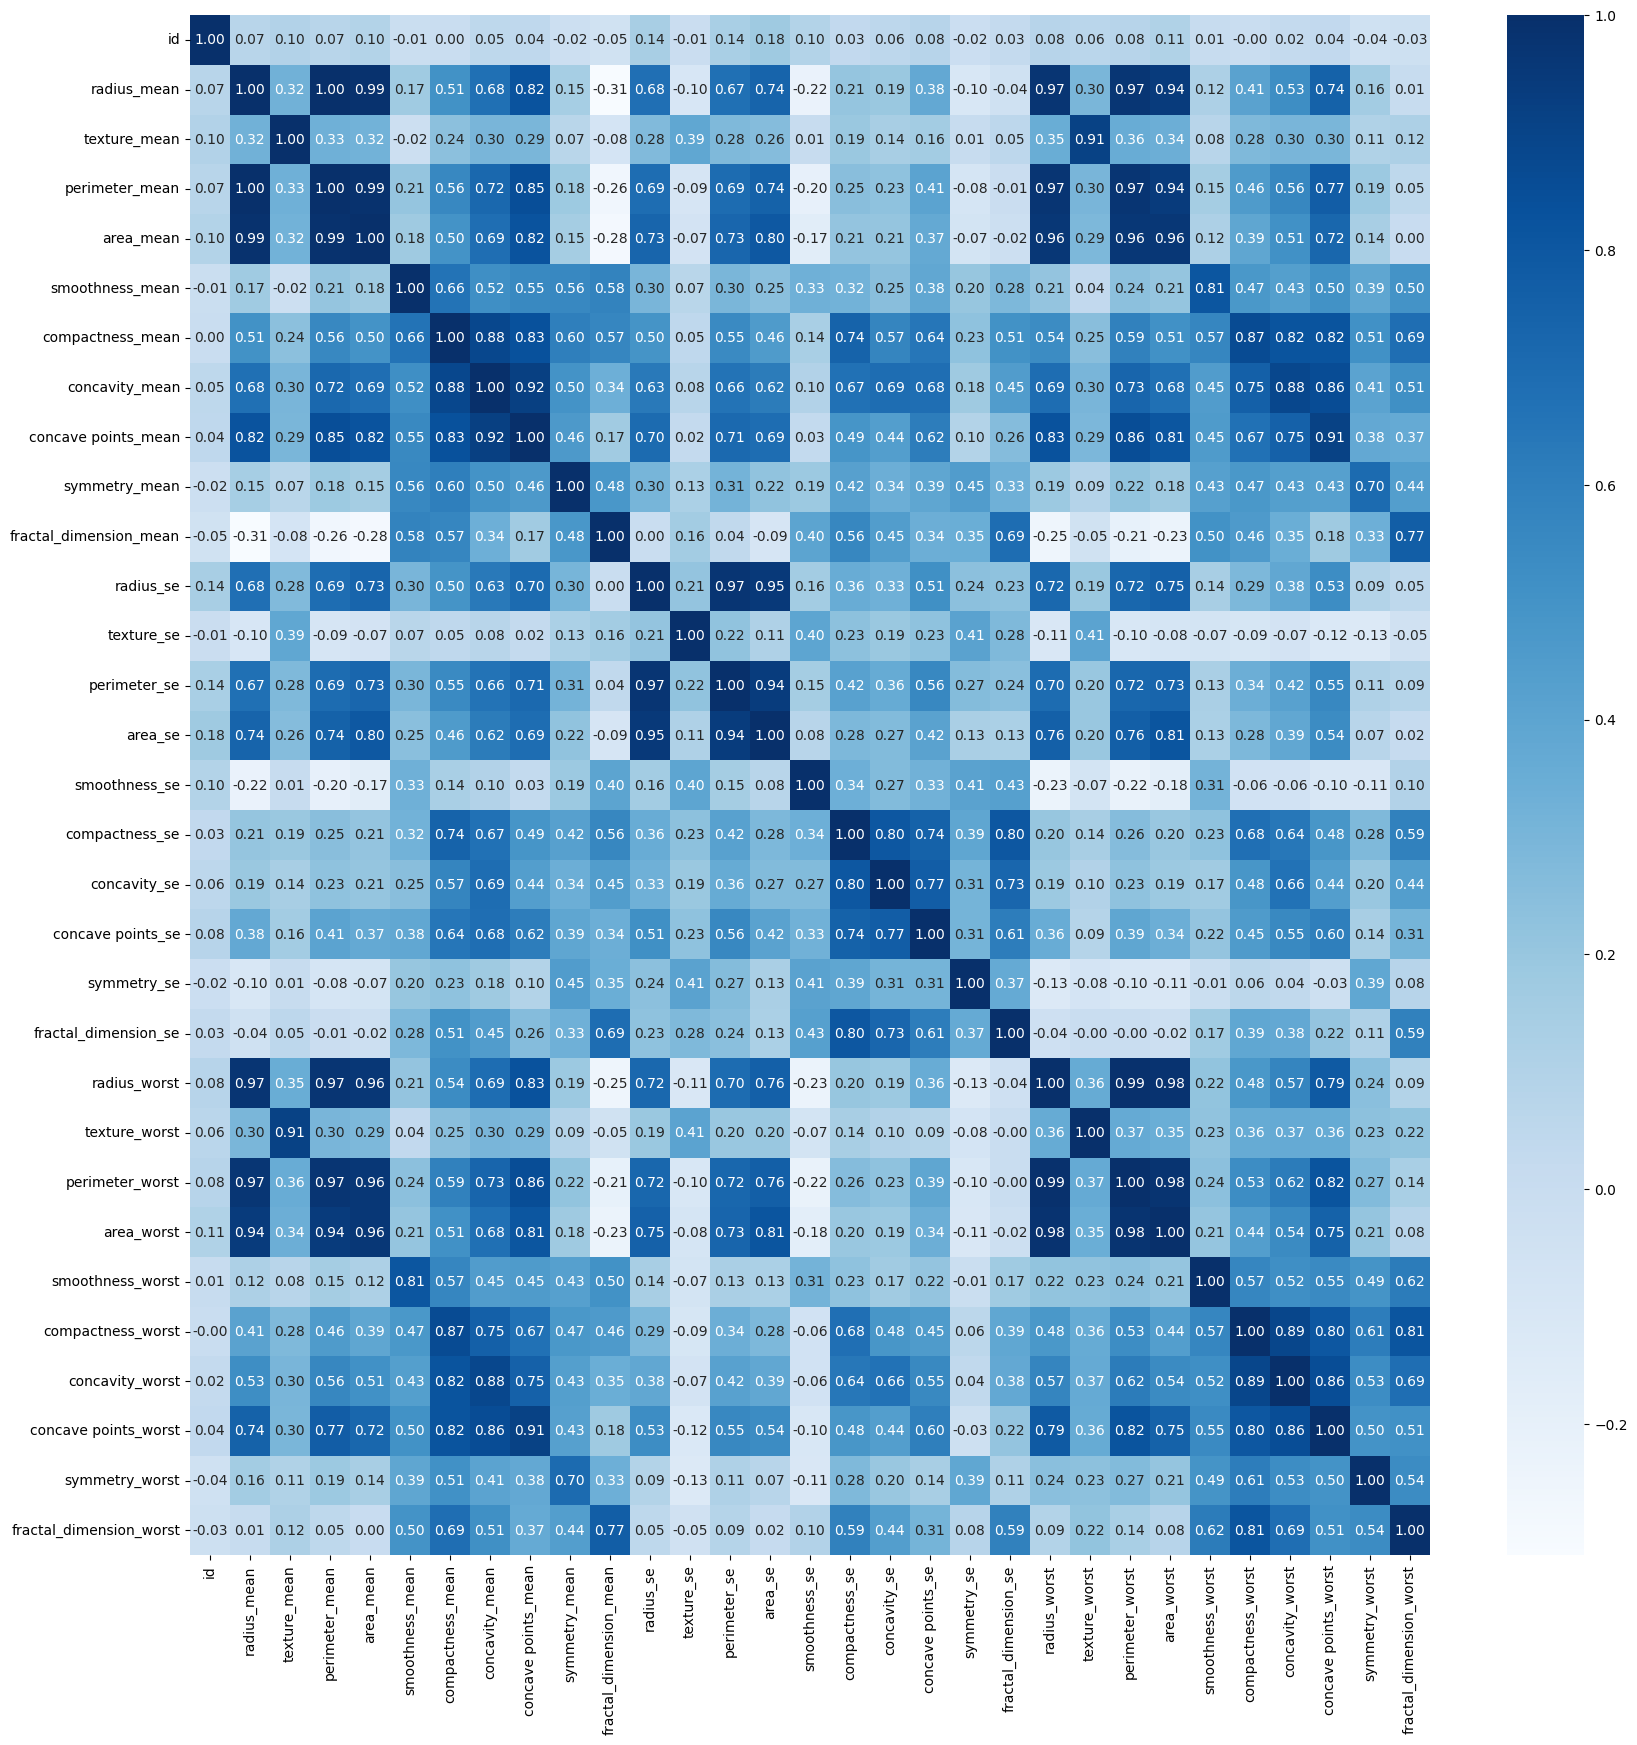 id 1.00 0.07 0.10 0.07 0.10 -0.01 0.00 0.05 0.04 -0.02 -0.05 0.14 -0.01 0.14 0.18 0.10 0.03 0.06 0.08 -0.02 0.03 0.08 0.06 0.08 0.11 0.01 -0.00 0.02 0.04 -0.04 -0.03
radius_mean 0.07 1.00 0.32 1.00 0.99 0.17 0.51 0.68 0.82 0.15 -0.31 0.68 -0.10 0.67 0.74 -0.22 0.21 0.19 0.38 -0.10 -0.04 0.97 0.30 0.97 0.94 0.12 0.41 0.53 0.74 0.16 0.01
texture_mean 0.10 0.32 1.00 0.33 0.32 -0.02 0.24 0.30 0.29 0.07 -0.08 0.28 0.39 0.28 0.26 0.01 0.19 0.14 0.16 0.01 0.05 0.35 0.91 0.36 0.34 0.08 0.28 0.30 0.30 0.11 0.12
perimeter_mean 0.07 1.00 0.33 1.00 0.99 0.21 0.56 0.72 0.85 0.18 -0.26 0.69 -0.09 0.69 0.74 -0.20 0.25 0.23 0.41 -0.08 -0.01 0.97 0.30 0.97 0.94 0.15 0.46 0.56 0.77 0.19 0.05
area_mean 0.10 0.99 0.32 0.99 1.00 0.18 0.50 0.69 0.82 0.15 -0.28 0.73 -0.07 0.73 0.80 -0.17 0.21 0.21 0.37 -0.07 -0.02 0.96 0.29 0.96 0.96 0.12 0.39 0.51 0.72 0.14 0.00
smoothness_mean -0.01 0.17 -0.02 0.21 0.18 1.00 0.66 0.52 0.55 0.56 0.58 0.30 0.07 0.30 0.25 0.33 0.32 0.25 0.38 0.20 0.28 0.21 0.04 0.24 0.21 0.81 0.47 0.43 0.50 0.39 0.50
compactness_mean 0.00 0.51 0.24 0.56 0.50 0.66 1.00 0.88 0.83 0.60 0.57 0.50 0.05 0.55 0.46 0.14 0.74 0.57 0.64 0.23 0.51 0.54 0.25 0.59 0.51 0.57 0.87 0.82 0.82 0.51 0.69
concavity_mean 0.05 0.68 0.30 0.72 0.69 0.52 0.88 1.00 0.92 0.50 0.34 0.63 0.08 0.66 0.62 0.10 0.67 0.69 0.68 0.18 0.45 0.69 0.30 0.73 0.68 0.45 0.75 0.88 0.86 0.41 0.51
concave points_mean 0.04 0.82 0.29 0.85 0.82 0.55 0.83 0.92 1.00 0.46 0.17 0.70 0.02 0.71 0.69 0.03 0.49 0.44 0.62 0.10 0.26 0.83 0.29 0.86 0.81 0.45 0.67 0.75 0.91 0.38 0.37
symmetry_mean -0.02 0.15 0.07 0.18 0.15 0.56 0.60 0.50 0.46 1.00 0.48 0.30 0.13 0.31 0.22 0.19 0.42 0.34 0.39 0.45 0.33 0.19 0.09 0.22 0.18 0.43 0.47 0.43 0.43 0.70 0.44
fractal_dimension_mean -0.05 -0.31 -0.08 -0.26 -0.28 0.58 0.57 0.34 0.17 0.48 1.00 0.00 0.16 0.04 -0.09 0.40 0.56 0.45 0.34 0.35 0.69 -0.25 -0.05 -0.21 -0.23 0.50 0.46 0.35 0.18 0.33 0.77
radius_se 0.14 0.68 0.28 0.69 0.73 0.30 0.50 0.63 0.70 0.30 0.00 1.00 0.21 0.97 0.95 0.16 0.36 0.33 0.51 0.24 0.23 0.72 0.19 0.72 0.75 0.14 0.29 0.38 0.53 0.09 0.05
texture_se -0.01 -0.10 0.39 -0.09 -0.07 0.07 0.05 0.08 0.02 0.13 0.16 0.21 1.00 0.22 0.11 0.40 0.23 0.19 0.23 0.41 0.28 -0.11 0.41 -0.10 -0.08 -0.07 -0.09 -0.07 -0.12 -0.13 -0.05
perimeter_se 0.14 0.67 0.28 0.69 0.73 0.30 0.55 0.66 0.71 0.31 0.04 0.97 0.22 1.00 0.94 0.15 0.42 0.36 0.56 0.27 0.24 0.70 0.20 0.72 0.73 0.13 0.34 0.42 0.55 0.11 0.09
area_se 0.18 0.74 0.26 0.74 0.80 0.25 0.46 0.62 0.69 0.22 -0.09 0.95 0.11 0.94 1.00 0.08 0.28 0.27 0.42 0.13 0.13 0.76 0.20 0.76 0.81 0.13 0.28 0.39 0.54 0.07 0.02
smoothness_se 0.10 -0.22 0.01 -0.20 -0.17 0.33 0.14 0.10 0.03 0.19 0.40 0.16 0.40 0.15 0.08 1.00 0.34 0.27 0.33 0.41 0.43 -0.23 -0.07 -0.22 -0.18 0.31 -0.06 -0.06 -0.10 -0.11 0.10
compactness_se 0.03 0.21 0.19 0.25 0.21 0.32 0.74 0.67 0.49 0.42 0.56 0.36 0.23 0.42 0.28 0.34 1.00 0.80 0.74 0.39 0.80 0.20 0.14 0.26 0.20 0.23 0.68 0.64 0.48 0.28 0.59
concavity_se 0.06 0.19 0.14 0.23 0.21 0.25 0.57 0.69 0.44 0.34 0.45 0.33 0.19 0.36 0.27 0.27 0.80 1.00 0.77 0.31 0.73 0.19 0.10 0.23 0.19 0.17 0.48 0.66 0.44 0.20 0.44
concave points_se 0.08 0.38 0.16 0.41 0.37 0.38 0.64 0.68 0.62 0.39 0.34 0.51 0.23 0.56 0.42 0.33 0.74 0.77 1.00 0.31 0.61 0.36 0.09 0.39 0.34 0.22 0.45 0.55 0.60 0.14 0.31
symmetry_se -0.02 -0.10 0.01 -0.08 -0.07 0.20 0.23 0.18 0.10 0.45 0.35 0.24 0.41 0.27 0.13 0.41 0.39 0.31 0.31 1.00 0.37 -0.13 -0.08 -0.10 -0.11 -0.01 0.06 0.04 -0.03 0.39 0.08
fractal_dimension_se 0.03 -0.04 0.05 -0.01 -0.02 0.28 0.51 0.45 0.26 0.33 0.69 0.23 0.28 0.24 0.13 0.43 0.80 0.73 0.61 0.37 1.00 -0.04 -0.00 -0.00 -0.02 0.17 0.39 0.38 0.22 0.11 0.59
radius_worst 0.08 0.97 0.35 0.97 0.96 0.21 0.54 0.69 0.83 0.19 -0.25 0.72 -0.11 0.70 0.76 -0.23 0.20 0.19 0.36 -0.13 -0.04 1.00 0.36 0.99 0.98 0.22 0.48 0.57 0.79 0.24 0.09
texture_worst 0.06 0.30 0.91 0.30 0.29 0.04 0.25 0.30 0.29 0.09 -0.05 0.19 0.41 0.20 0.20 -0.07 0.14 0.10 0.09 -0.08 -0.00 0.36 1.00 0.37 0.35 0.23 0.36 0.37 0.36 0.23 0.22
perimeter_worst 0.08 0.97 0.36 0.97 0.96 0.24 0.59 0.73 0.86 0.22 -0.21 0.72 -0.10 0.72 0.76 -0.22 0.26 0.23 0.39 -0.10 -0.00 0.99 0.37 1.00 0.98 0.24 0.53 0.62 0.82 0.27 0.14
area_worst 0.11 0.94 0.34 0.94 0.96 0.21 0.51 0.68 0.81 0.18 -0.23 0.75 -0.08 0.73 0.81 -0.18 0.20 0.19 0.34 -0.11 -0.02 0.98 0.35 0.98 1.00 0.21 0.44 0.54 0.75 0.21 0.08
smoothness_worst 0.01 0.12 0.08 0.15 0.12 0.81 0.57 0.45 0.45 0.43 0.50 0.14 -0.07 0.13 0.13 0.31 0.23 0.17 0.22 -0.01 0.17 0.22 0.23 0.24 0.21 1.00 0.57 0.52 0.55 0.49 0.62
compactness_worst -0.00 0.41 0.28 0.46 0.39 0.47 0.87 0.75 0.67 0.47 0.46 0.29 -0.09 0.34 0.28 -0.06 0.68 0.48 0.45 0.06 0.39 0.48 0.36 0.53 0.44 0.57 1.00 0.89 0.80 0.61 0.81
concavity_worst 0.02 0.53 0.30 0.56 0.51 0.43 0.82 0.88 0.75 0.43 0.35 0.38 -0.07 0.42 0.39 -0.06 0.64 0.66 0.55 0.04 0.38 0.57 0.37 0.62 0.54 0.52 0.89 1.00 0.86 0.53 0.69
concave points_worst 0.04 0.74 0.30 0.77 0.72 0.50 0.82 0.86 0.91 0.43 0.18 0.53 -0.12 0.55 0.54 -0.10 0.48 0.44 0.60 -0.03 0.22 0.79 0.36 0.82 0.75 0.55 0.80 0.86 1.00 0.50 0.51
symmetry_worst -0.04 0.16 0.11 0.19 0.14 0.39 0.51 0.41 0.38 0.70 0.33 0.09 -0.13 0.11 0.07 -0.11 0.28 0.20 0.14 0.39 0.11 0.24 0.23 0.27 0.21 0.49 0.61 0.53 0.50 1.00 0.54
fractal_dimension_worst -0.03 0.01 0.12 0.05 0.00 0.50 0.69 0.51 0.37 0.44 0.77 0.05 -0.05 0.09 0.02 0.10 0.59 0.44 0.31 0.08 0.59 0.09 0.22 0.14 0.08 0.62 0.81 0.69 0.51 0.54 1.00
id
radius_mean
texture_mean
perimeter_mean
area_mean
smoothness_mean
compactness_mean
concavity_mean
concave points_mean
symmetry_mean
fractal_dimension_mean
radius_se
texture_se
perimeter_se
area_se
smoothness_se
compactness_se
concavity_se
concave points_se
symmetry_se
fractal_dimension_se
radius_worst
texture_worst
perimeter_worst
area_worst
smoothness_worst
compactness_worst
concavity_worst
concave points_worst
symmetry_worst
fractal_dimension_worst
1.0
0.8
0.6
0.4
0.2
0.0
−0.2